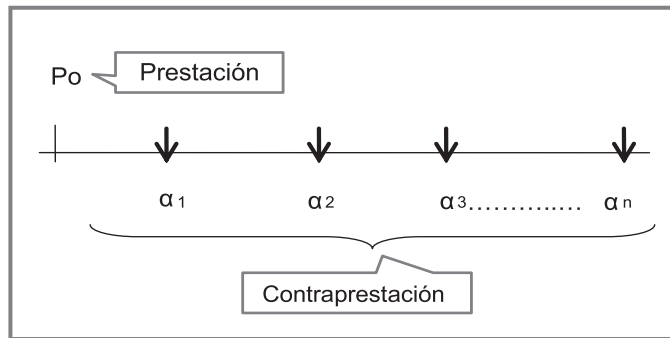 Po Prestación
α1 α2 α3................ αn
Contraprestación